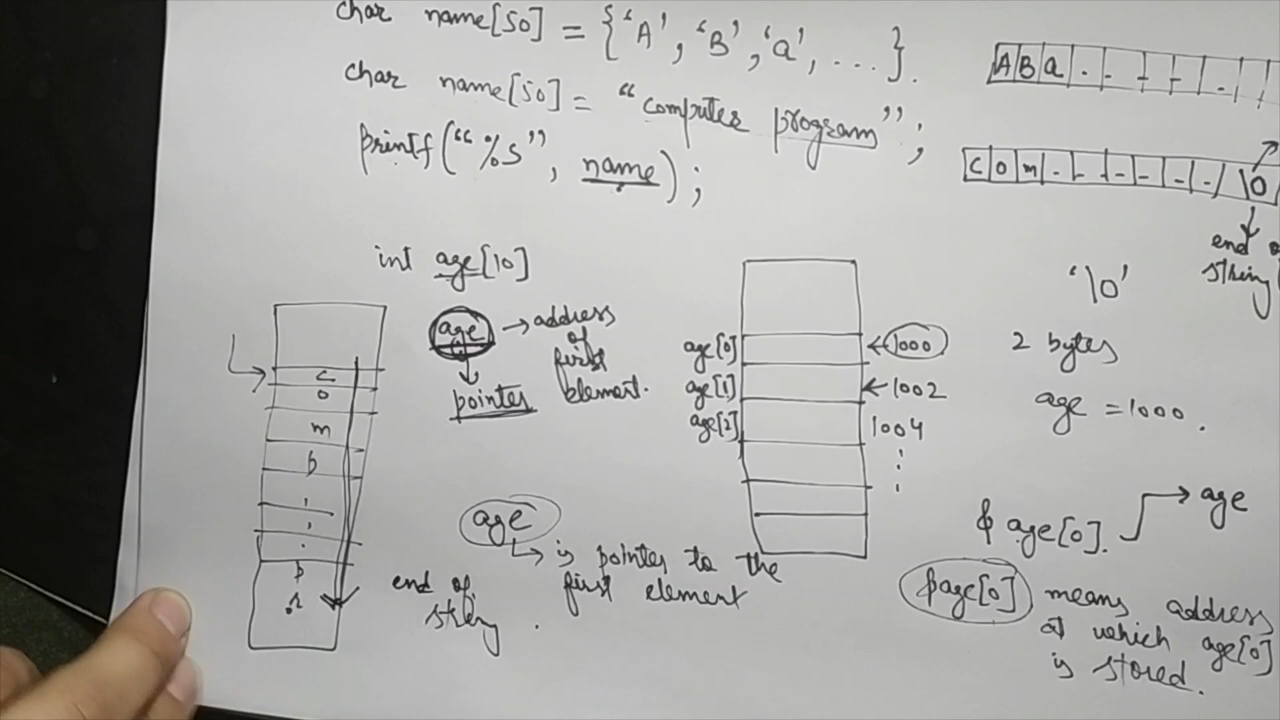 char name[50] = {'A', 'B', 'a', ...}.
char name[50] = "computer program";
printf("%s", name);
A B a . - - - - . 
C O m . - - - - - - \0
end o
string
'\0'
int age[10]
age → address of first element.
pointer
c
o
m
p
.
.
.
p
r
end of string.
age
is pointer to the first element
age[0] ← 1000
age[1] ← 1002
age[2] 1004
2 bytes
age = 1000.
& age[0]. → age
&age[0] means address at which age[0] is stored.